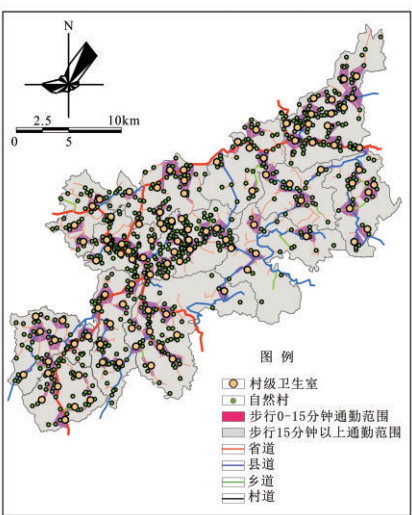 N
2.5 10km
0 5
图 例
村级卫生室
自然村
步行0-15分钟通勤范围
步行15分钟以上通勤范围
省道
县道
乡道
村道